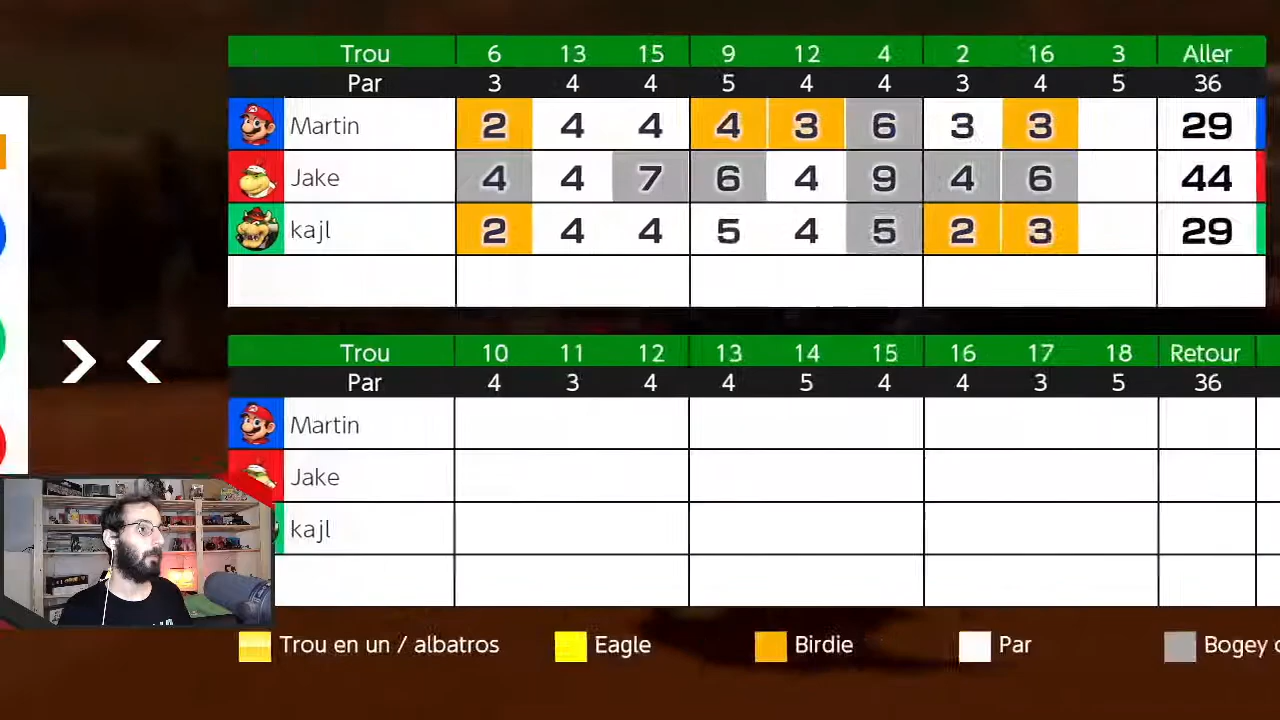 Trou 6 13 15 9 12 4 2 16 3 Aller
Par 3 4 4 5 4 4 3 4 5 36
Martin 2 4 4 4 3 6 3 3 29
Jake 4 4 7 6 4 9 4 6 44
kajl 2 4 4 5 4 5 2 3 29
Trou 10 11 12 13 14 15 16 17 18 Retour
Par 4 3 4 4 5 4 4 3 5 36
Martin
Jake
kajl
Trou en un / albatros Eagle Birdie Par Bogey